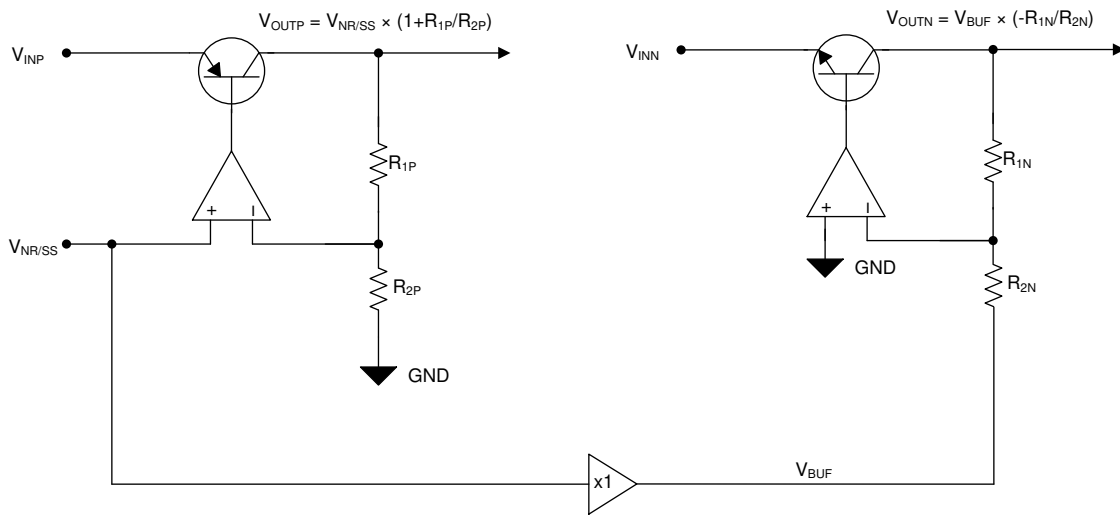 V_OUTP = V_NR/SS × (1+R_1P/R_2P)
V_OUTN = V_BUF × (-R_1N/R_2N)
V_INP
V_INN
R_1P
R_1N
+
–
+
–
V_NR/SS
GND
R_2P
R_2N
GND
x1
V_BUF